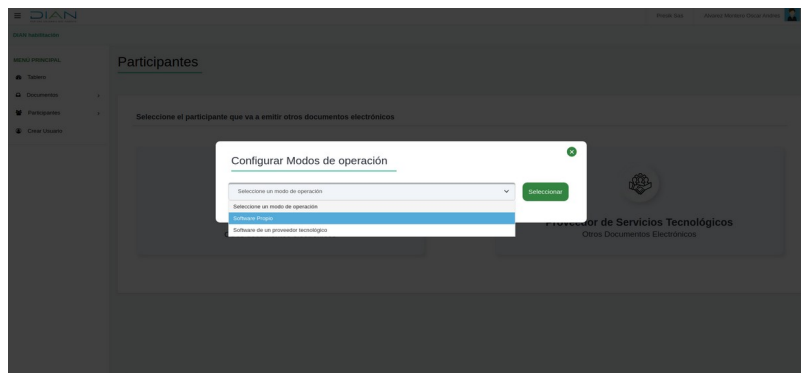 DIAN
DIAN Habilitación
MENÚ PRINCIPAL
Tablero
Documentos
Participantes
Crear Usuario
Participantes
Seleccione el participante que va a emitir otros documentos electrónicos
Configurar Modos de operación
Seleccione un modo de operación
Seleccionar
Seleccione un modo de operación
Software Propio
Software de un proveedor tecnológico
Proveedor de Servicios Tecnológicos
Otros Documentos Electrónicos